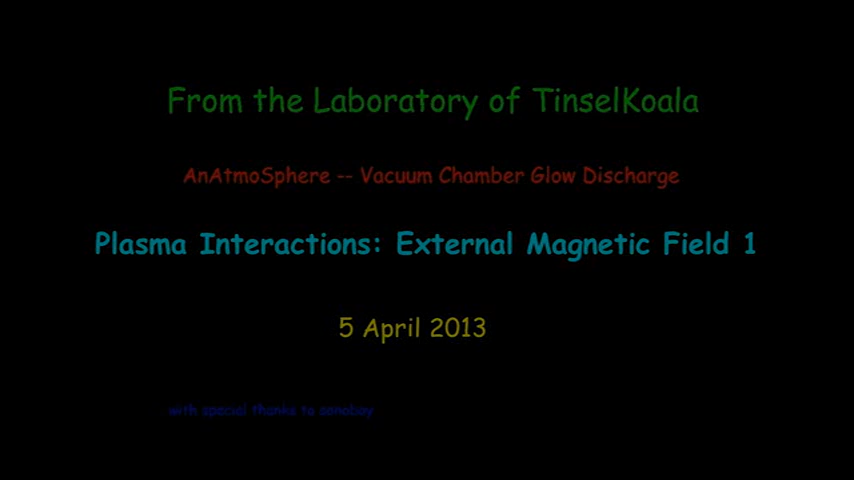 From the Laboratory of TinselKoala
AnAtmoSphere -- Vacuum Chamber Glow Discharge
Plasma Interactions: External Magnetic Field 1
5 April 2013
with special thanks to